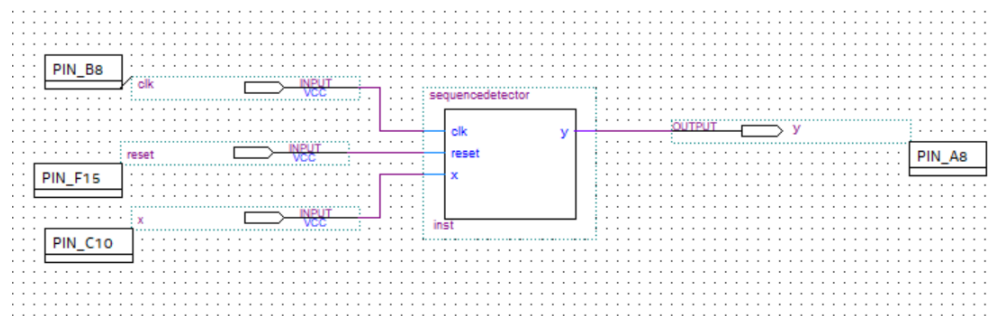 PIN_B8
clk
INPUT
VCC
sequencedetector
clk
y
OUTPUT
y
reset
INPUT
VCC
reset
PIN_A8
PIN_F15
x
x
INPUT
VCC
inst
PIN_C10